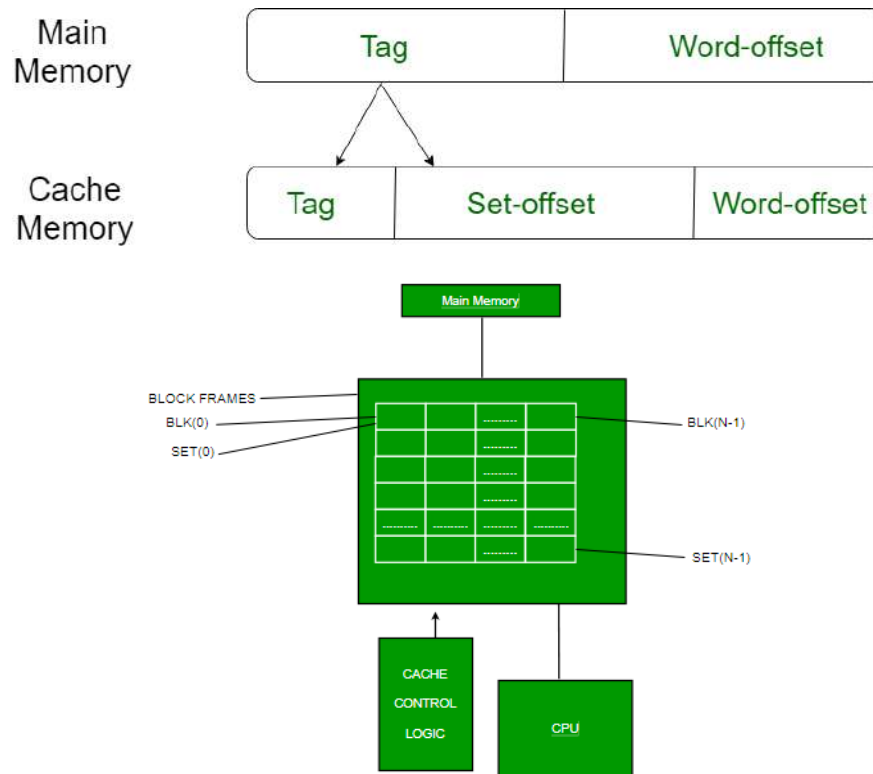 Main
Memory
Tag
Word-offset
Cache
Memory
Tag
Set-offset
Word-offset
Main Memory
BLOCK FRAMES
BLK(0)
SET(0)
BLK(N-1)
.........
.........
.........
.........
.......... .......... ......... ..........
.........
SET(N-1)
CACHE
CONTROL
LOGIC
CPU